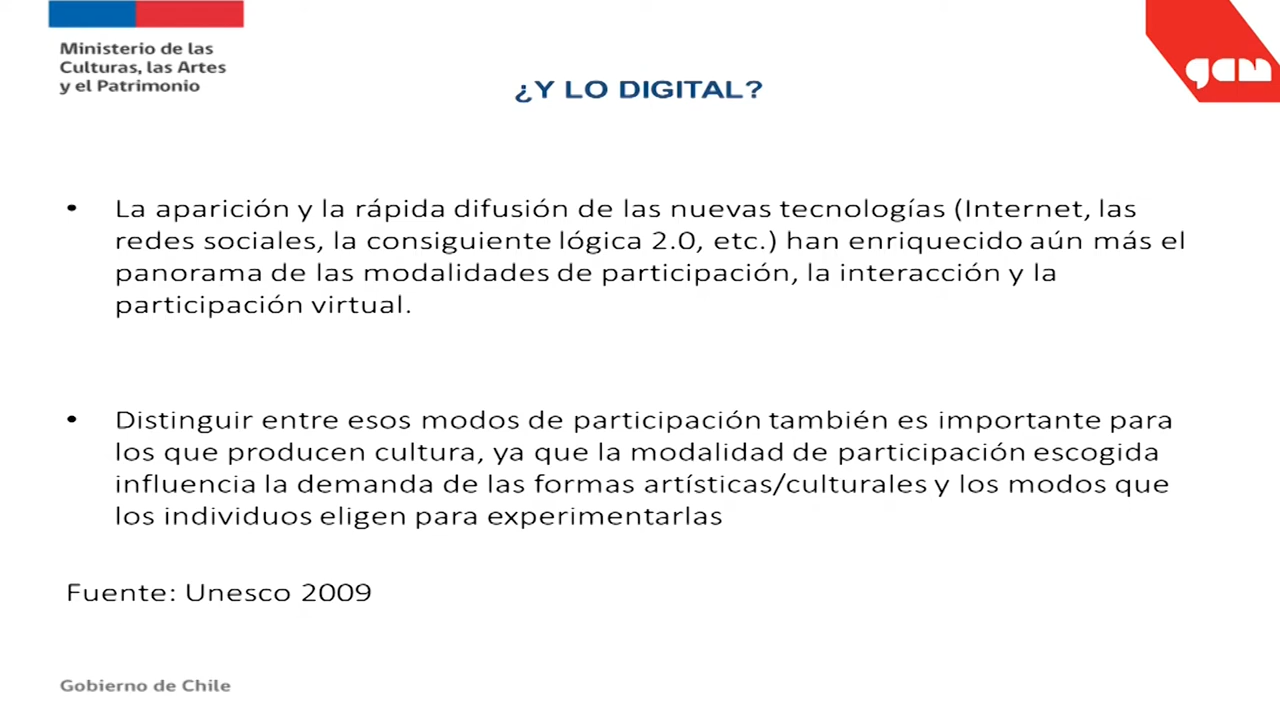 Ministerio de las
Culturas, las Artes
y el Patrimonio
gam
¿Y LO DIGITAL?
• La aparición y la rápida difusión de las nuevas tecnologías (Internet, las
redes sociales, la consiguiente lógica 2.0, etc.) han enriquecido aún más el
panorama de las modalidades de participación, la interacción y la
participación virtual.
• Distinguir entre esos modos de participación también es importante para
los que producen cultura, ya que la modalidad de participación escogida
influencia la demanda de las formas artísticas/culturales y los modos que
los individuos eligen para experimentarlas
Fuente: Unesco 2009
Gobierno de Chile